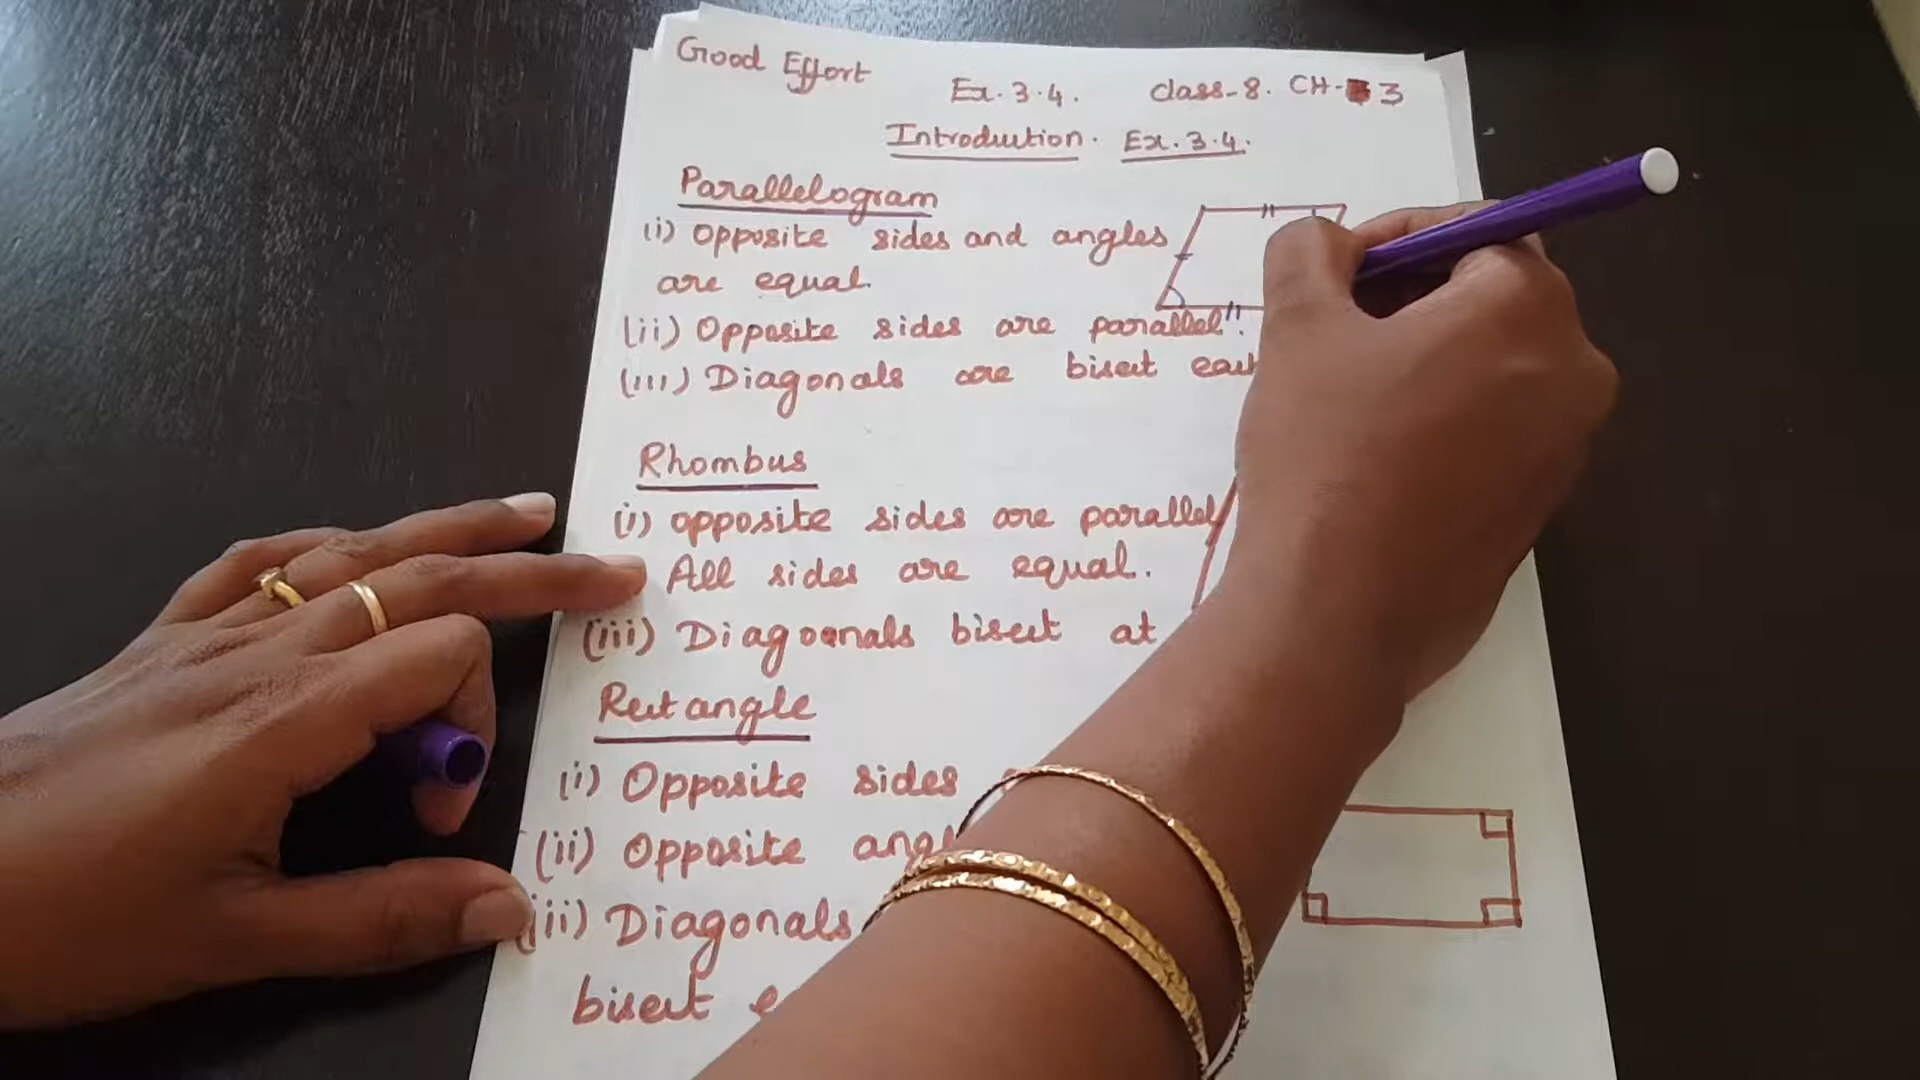 Good Effort
Ex. 3.4. class-8. CH- 3
Introduction. Ex. 3.4.
Parallelogram
(i) opposite sides and angles
are equal.
(ii) Opposite sides are parallel.
(iii) Diagonals are bisect
Rhombus
(i) opposite sides are parallel
All sides are equal.
(iii) Diagonals bisect at
Rectangle
(i) Opposite sides
(ii) Opposite
(iii) Diagonals
bisect